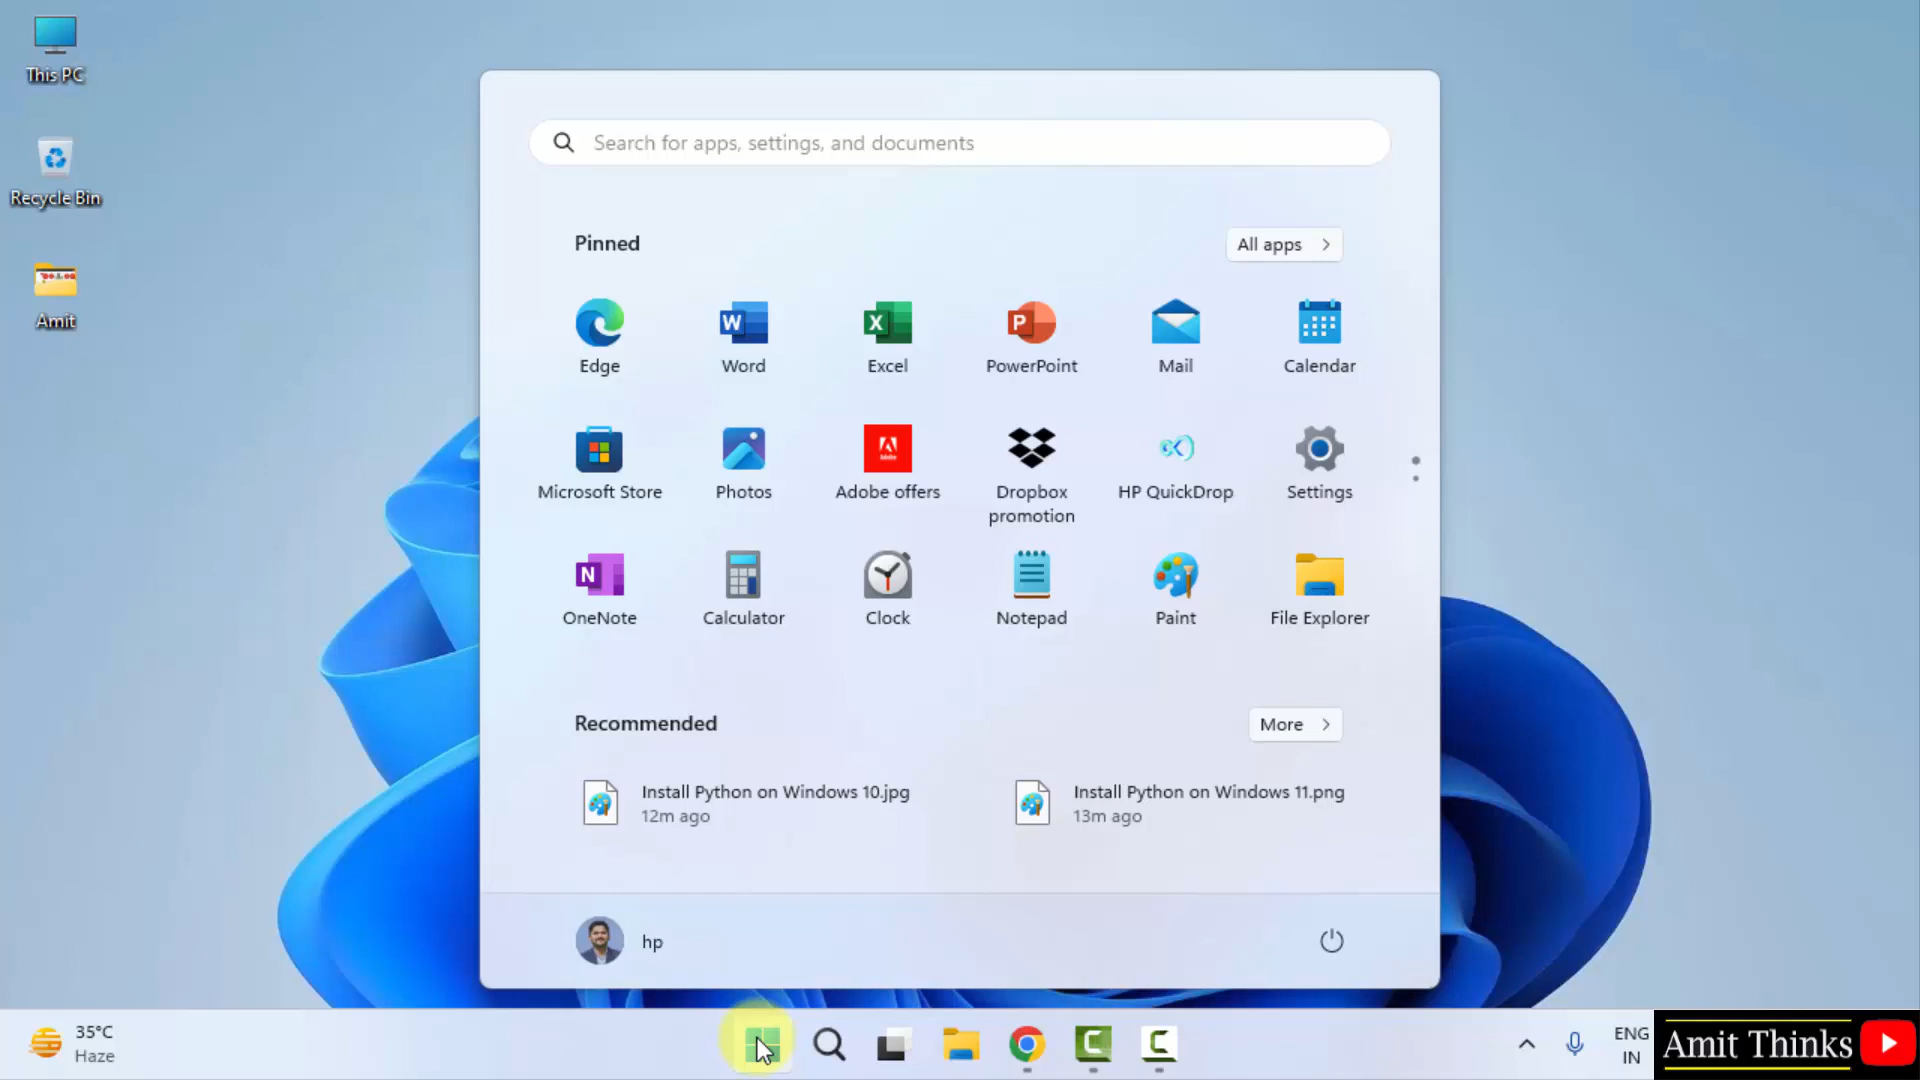 This PC
Recycle Bin
Amit
Search for apps, settings, and documents
Pinned
All apps
Edge
Word
Excel
PowerPoint
Mail
Calendar
Microsoft Store
Photos
Adobe offers
Dropbox
promotion
HP QuickDrop
Settings
OneNote
Calculator
Clock
Notepad
Paint
File Explorer
Recommended
More
Install Python on Windows 10.jpg
12m ago
Install Python on Windows 11.png
13m ago
hp
35°C
Haze
ENG
IN
Amit Thinks